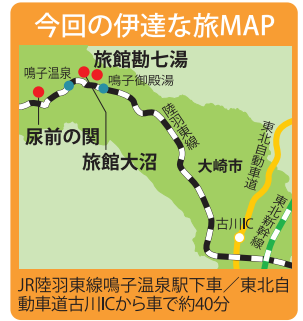 今回の伊達な旅MAP
旅館勘七湯
鳴子温泉
鳴子御殿湯
尿前の関
旅館大沼
陸羽東線
大崎市
東北自動車道
古川IC
東北新幹線
JR陸羽東線鳴子温泉駅下車／東北自
動車道古川ICから車で約40分